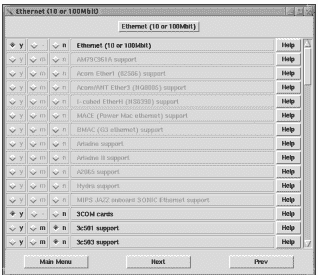 Ethernet (10 or 100Mbit)
Ethernet (10 or 100Mbit)
y - n Ethernet (10 or 100Mbit) Help
y m n AM79C961A support Help
y m n Acorn Ether1 (82586) support Help
y m n Acorn/ANT Ether3 (NQ8005) support Help
y m n I-cubed EtherH (NS8390) support Help
y m n MACE (Power Mac ethernet) support Help
y m n BMAC (G3 ethernet) support Help
y m n Ariadne support Help
y m n Ariadne II support Help
y m n A2065 support Help
y m n Hydra support Help
y m n MIPS JAZZ onboard SONIC Ethernet support Help
y - n 3COM cards Help
y m n 3c501 support Help
y m n 3c503 support Help
Main Menu Next Prev